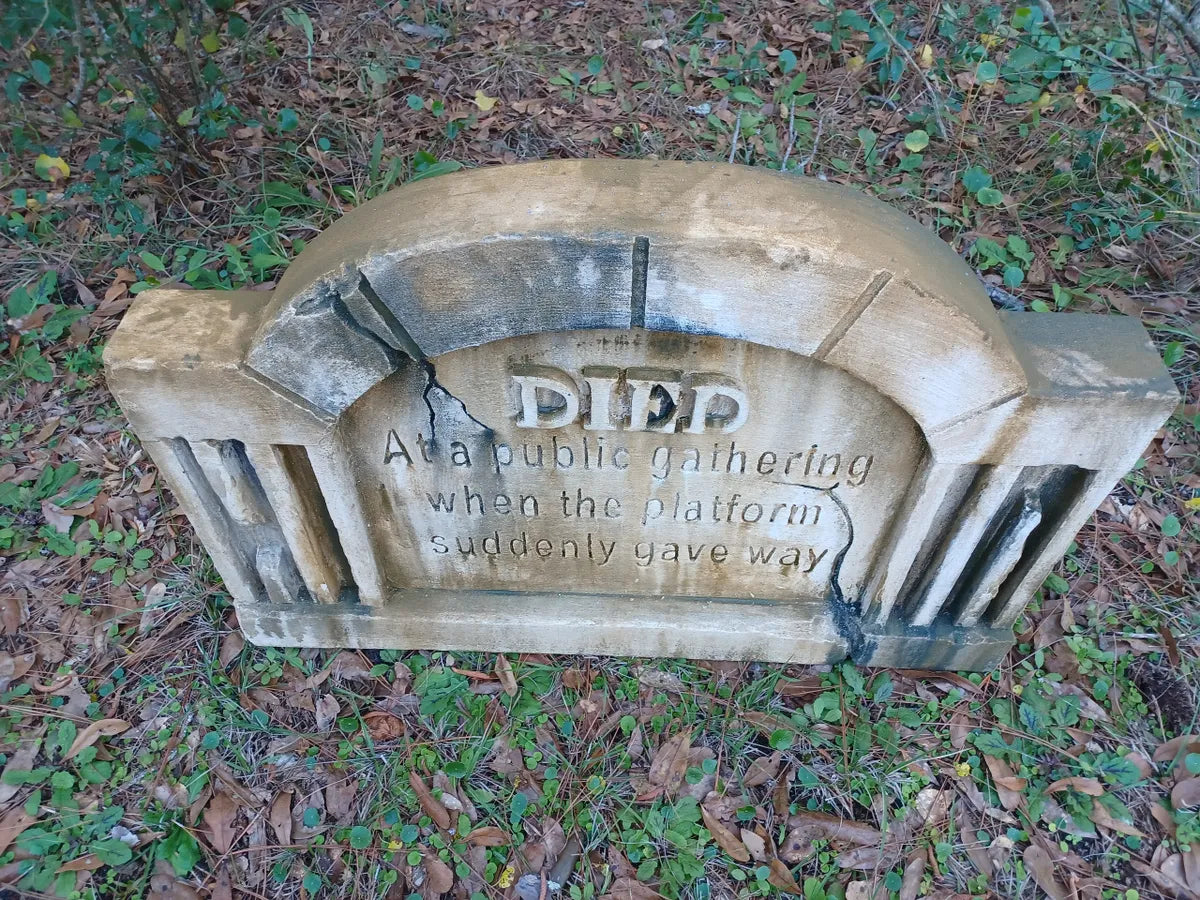 DIED
At a public gathering
when the platform
suddenly gave way